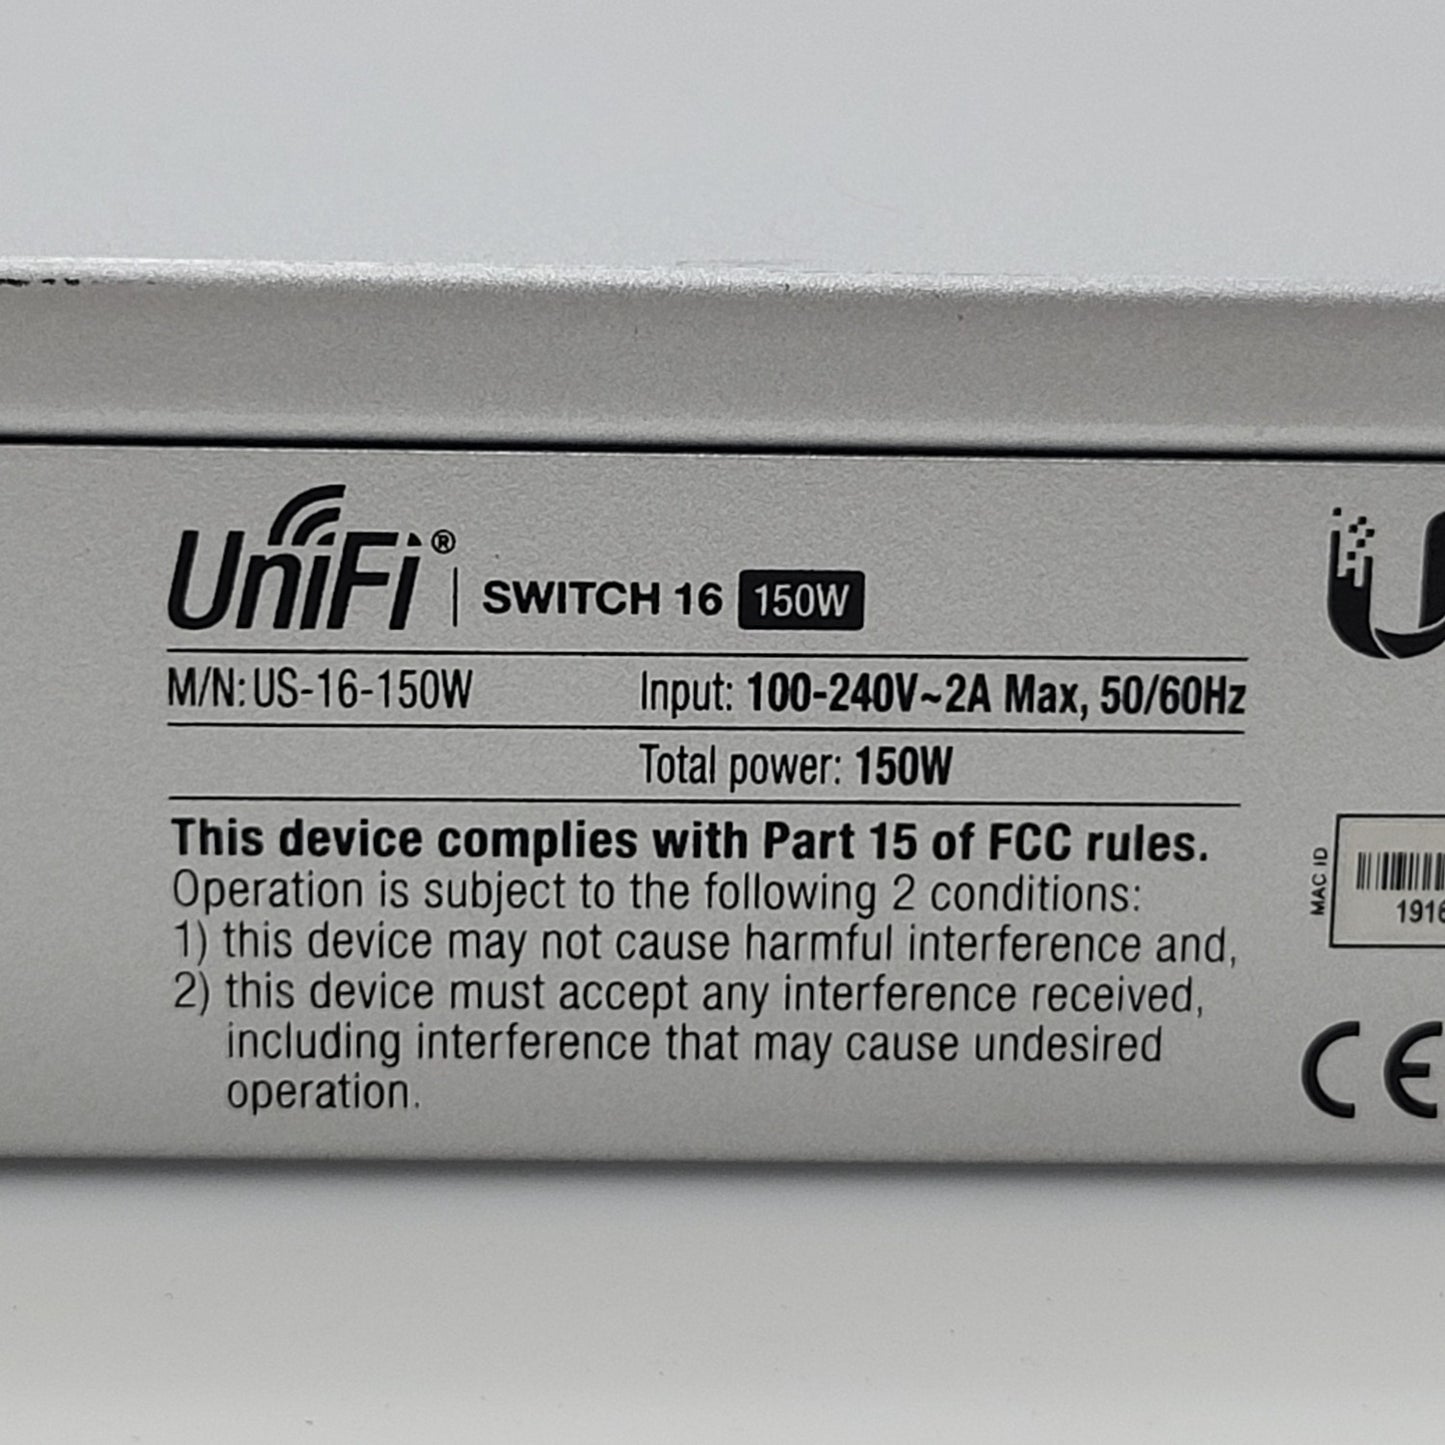 UniFi® | SWITCH 16 150W
M/N: US-16-150W Input: 100-240V~2A Max, 50/60Hz
Total power: 150W
This device complies with Part 15 of FCC rules.
Operation is subject to the following 2 conditions:
1) this device may not cause harmful interference and,
2) this device must accept any interference received,
including interference that may cause undesired
operation.
U
MAC ID
1916
CE